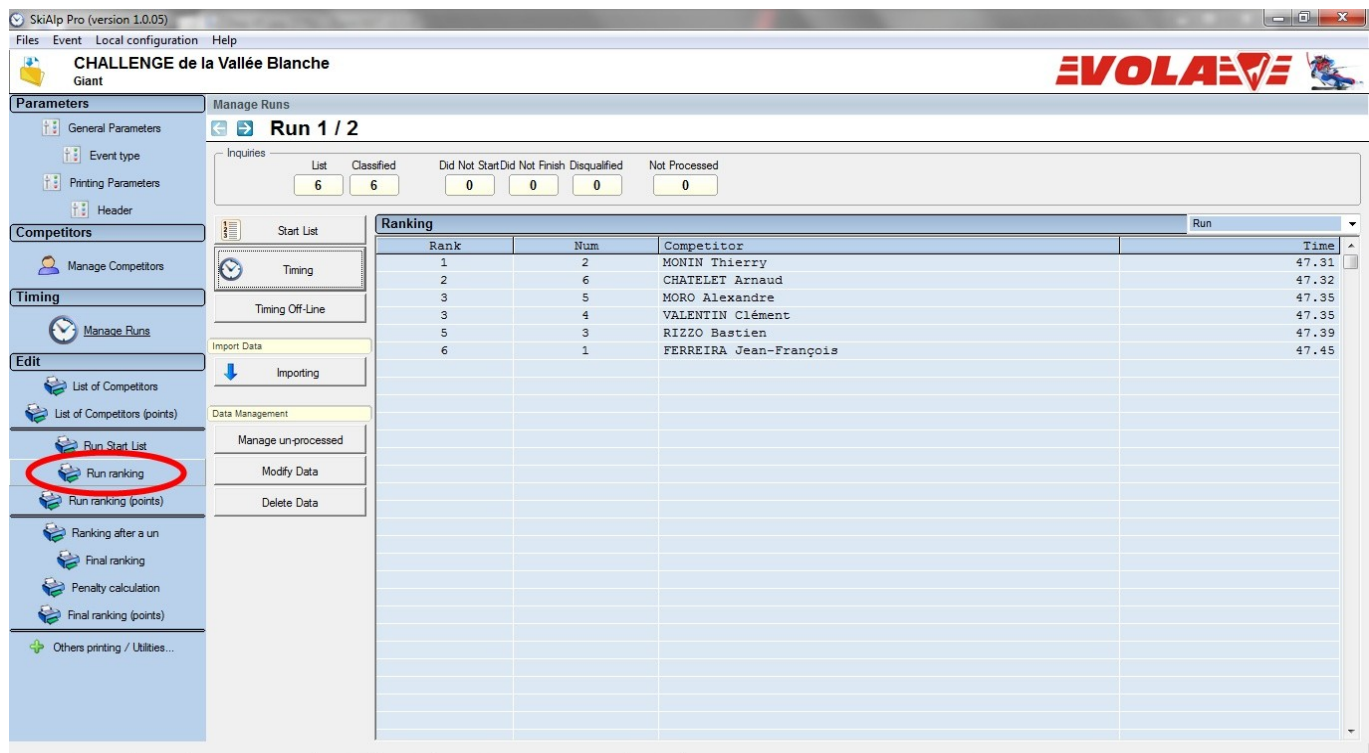 SkiAlp Pro (version 1.0.05)
Files Event Local configuration Help
CHALLENGE de la Vallée Blanche
Giant
VOLA
Parameters
General Parameters
Event type
Printing Parameters
Header
Competitors
Manage Competitors
Timing
Manage Runs
Edit
List of Competitors
List of Competitors (points)
Run Start List
Run ranking
Run ranking (points)
Ranking after a un
Final ranking
Penalty calculation
Final ranking (points)
Others printing / Utilities...
Manage Runs
Run 1 / 2
Inquiries
List Classified Did Not Start Did Not Finish Disqualified Not Processed
6 6 0 0 0 0
1 2 3 Start List
Timing
Timing Off-Line
Import Data
Importing
Data Management
Manage un-processed
Modify Data
Delete Data
Ranking Run
Rank Num Competitor Time
1 2 MONIN Thierry 47.31
2 6 CHATELET Arnaud 47.32
3 5 MORO Alexandre 47.35
3 4 VALENTIN Clément 47.35
5 3 RIZZO Bastien 47.39
6 1 FERREIRA Jean-François 47.45